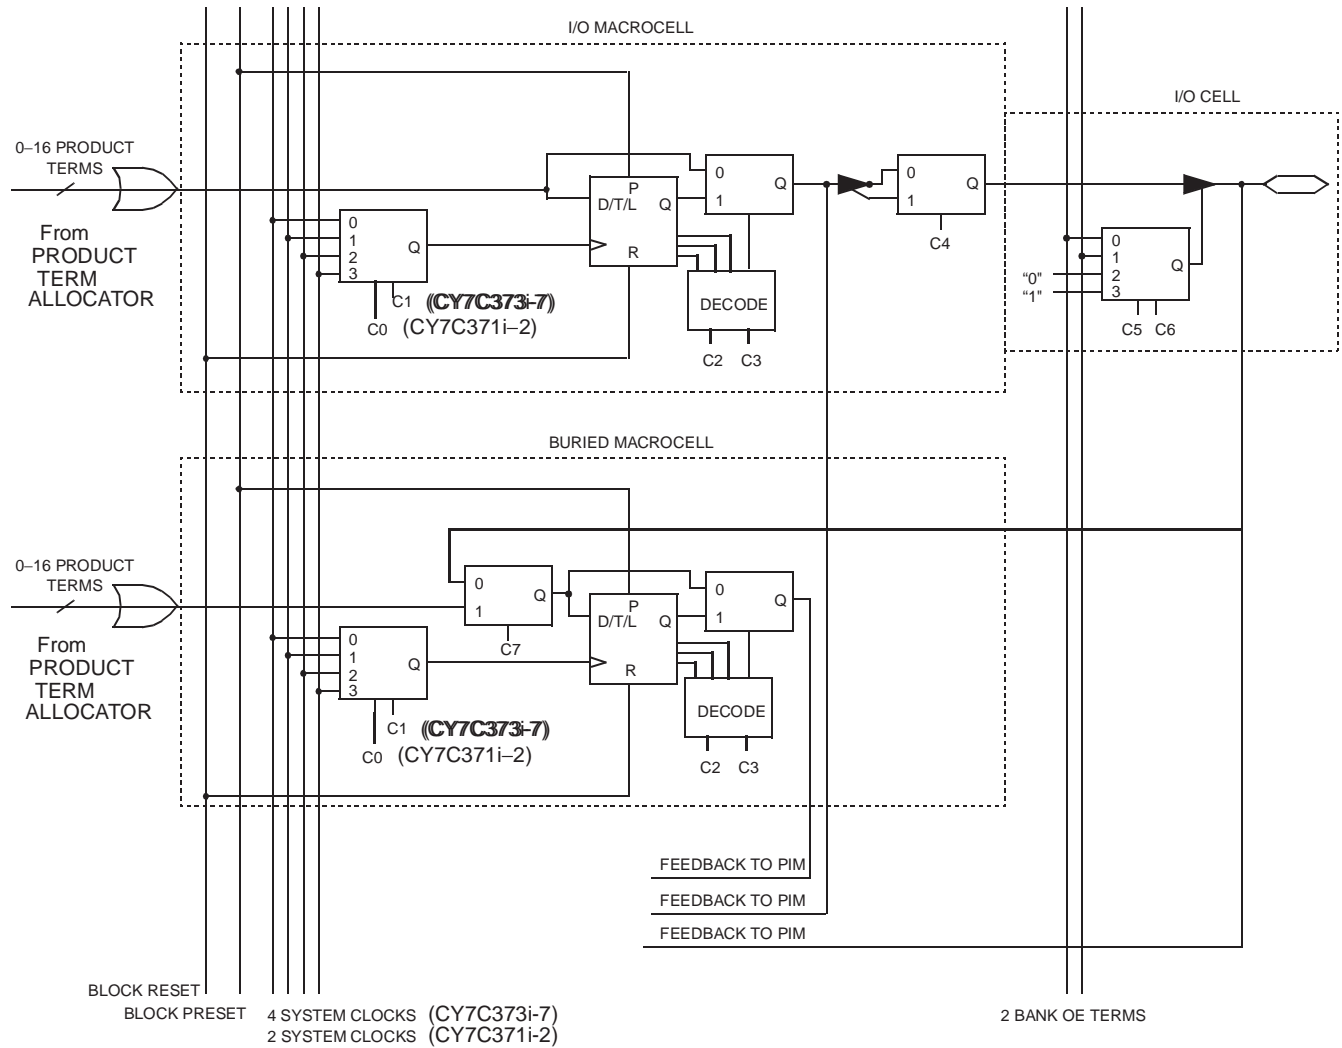 I/O MACROCELL
I/O CELL
0–16 PRODUCT
TERMS
From
PRODUCT
TERM
ALLOCATOR
0
1
2
3
Q
C0
C1
(CY7C373i-7)
(CY7C371i–2)
P
D/T/L
Q
R
0
1
Q
DECODE
C2 C3
0
1
Q
C4
"0"
"1"
0
1
2
3
Q
C5 C6
BURIED MACROCELL
0–16 PRODUCT
TERMS
From
PRODUCT
TERM
ALLOCATOR
0
1
Q
C7
0
1
2
3
Q
C0
C1
(CY7C373i-7)
(CY7C371i–2)
P
D/T/L
Q
R
0
1
Q
DECODE
C2 C3
FEEDBACK TO PIM
FEEDBACK TO PIM
FEEDBACK TO PIM
BLOCK RESET
BLOCK PRESET
4 SYSTEM CLOCKS (CY7C373i-7)
2 SYSTEM CLOCKS (CY7C371i-2)
2 BANK OE TERMS